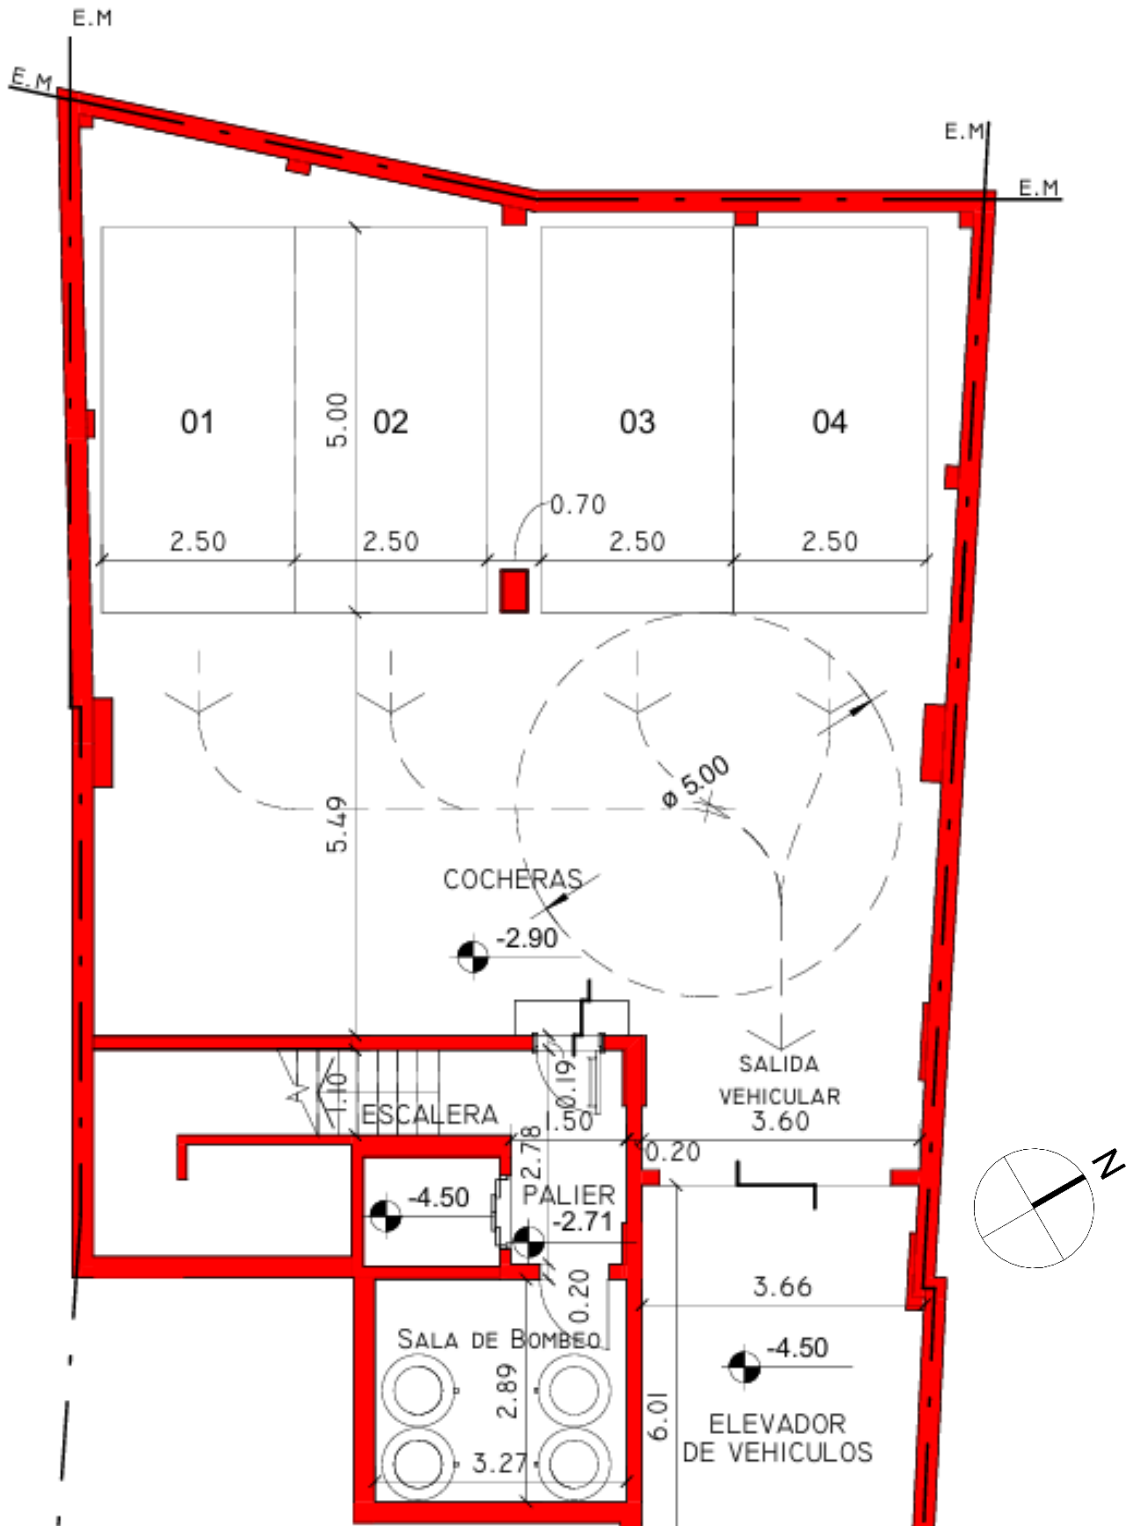 E.M
E.M
E.M
E.M
01
02
03
04
5.00
0.70
2.50
2.50
2.50
2.50
ø 5.00
5.49
COCHERAS
-2.90
SALIDA
VEHICULAR
3.60
0.19
1.10
ESCALERA
1.50
2.78
0.20
PALIER
-4.50
-2.71
N
0.20
3.66
SALA DE BOMBEO
-4.50
2.89
6.01
ELEVADOR
DE VEHICULOS
3.27